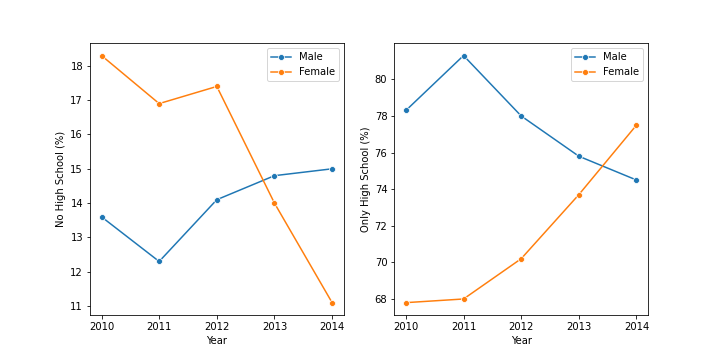 No High School (%)
18
17
16
15
14
13
12
11
2010 2011 2012 2013 2014
Year
Male
Female
Only High School (%)
80
78
76
74
72
70
68
2010 2011 2012 2013 2014
Year
Male
Female